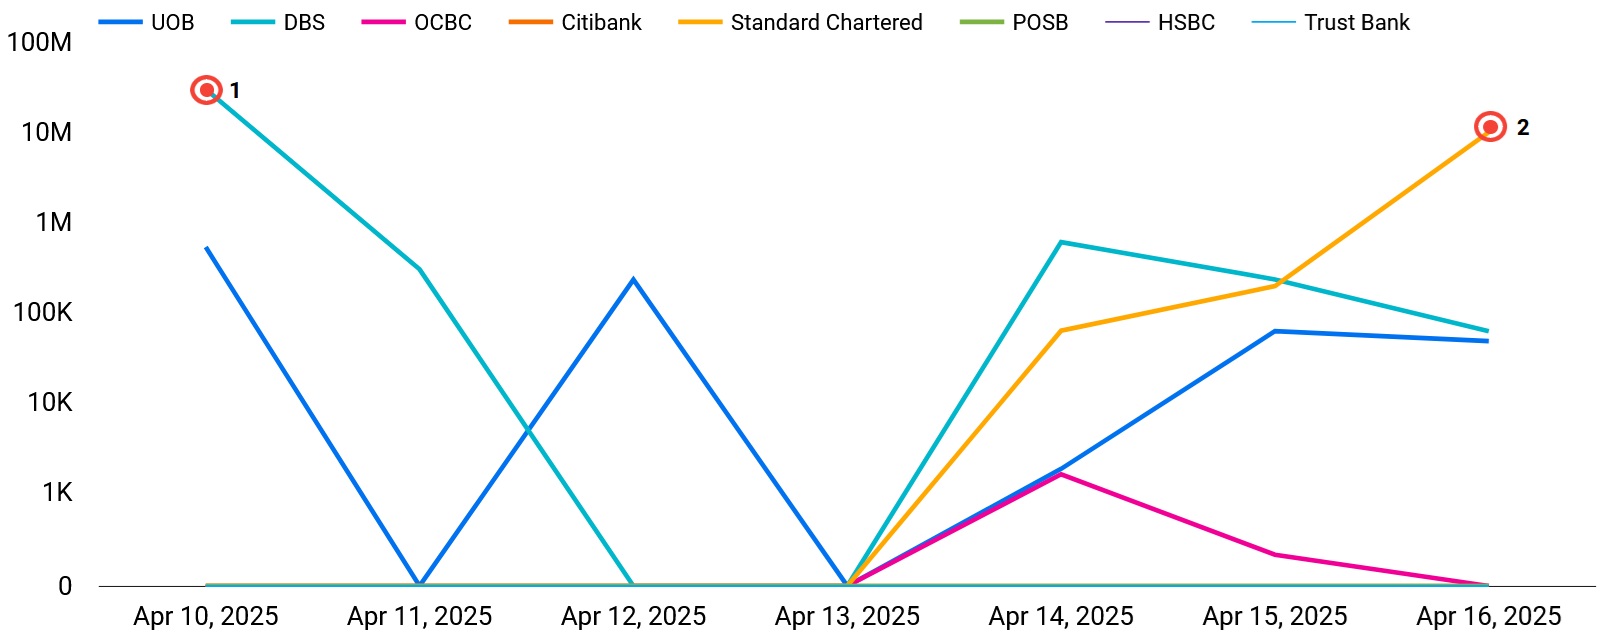 UOB DBS OCBC Citibank Standard Chartered POSB HSBC Trust Bank
100M
1
10M
2
1M
100K
10K
1K
0
Apr 10, 2025 Apr 11, 2025 Apr 12, 2025 Apr 13, 2025 Apr 14, 2025 Apr 15, 2025 Apr 16, 2025